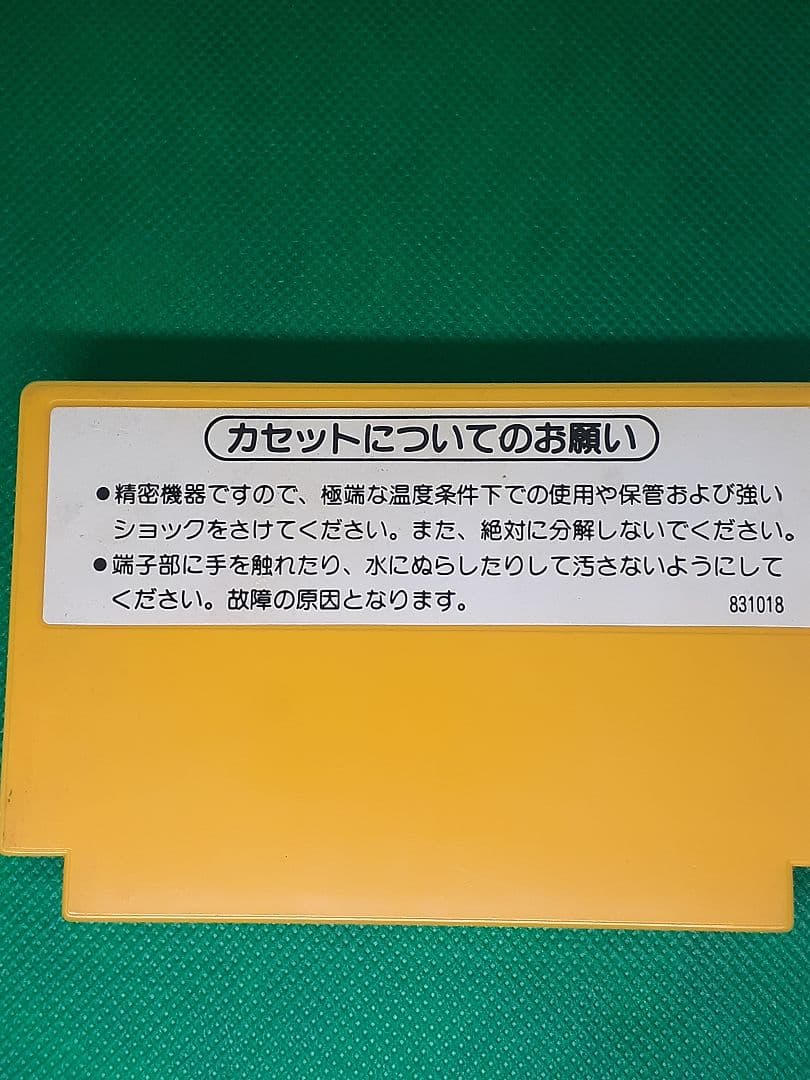 カセットについてのお願い
●精密機器ですので、極端な温度条件下での使用や保管および強い
ショックをさけてください。また、絶対に分解しないでください。
●端子部に手を触れたり、水にぬらしたりして汚さないようにして
ください。故障の原因となります。
831018